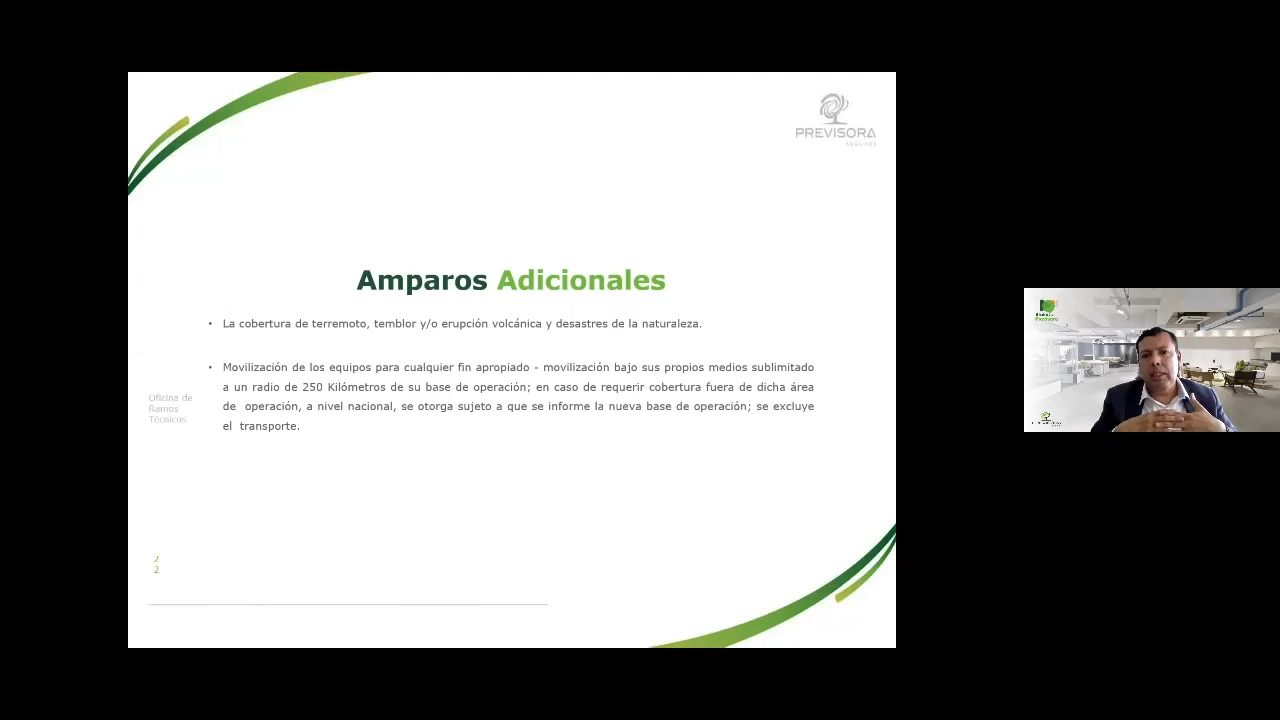 PREVISORA
SEGUROS
Amparos Adicionales
• La cobertura de terremoto, temblor y/o erupción volcánica y desastres de la naturaleza.
• Movilización de los equipos para cualquier fin apropiado - movilización bajo sus propios medios sublimitado
a un radio de 250 Kilómetros de su base de operación; en caso de requerir cobertura fuera de dicha área
de operación, a nivel nacional, se otorga sujeto a que se informe la nueva base de operación; se excluye
el transporte.
Oficina de
Ramos
Técnicos
2
2